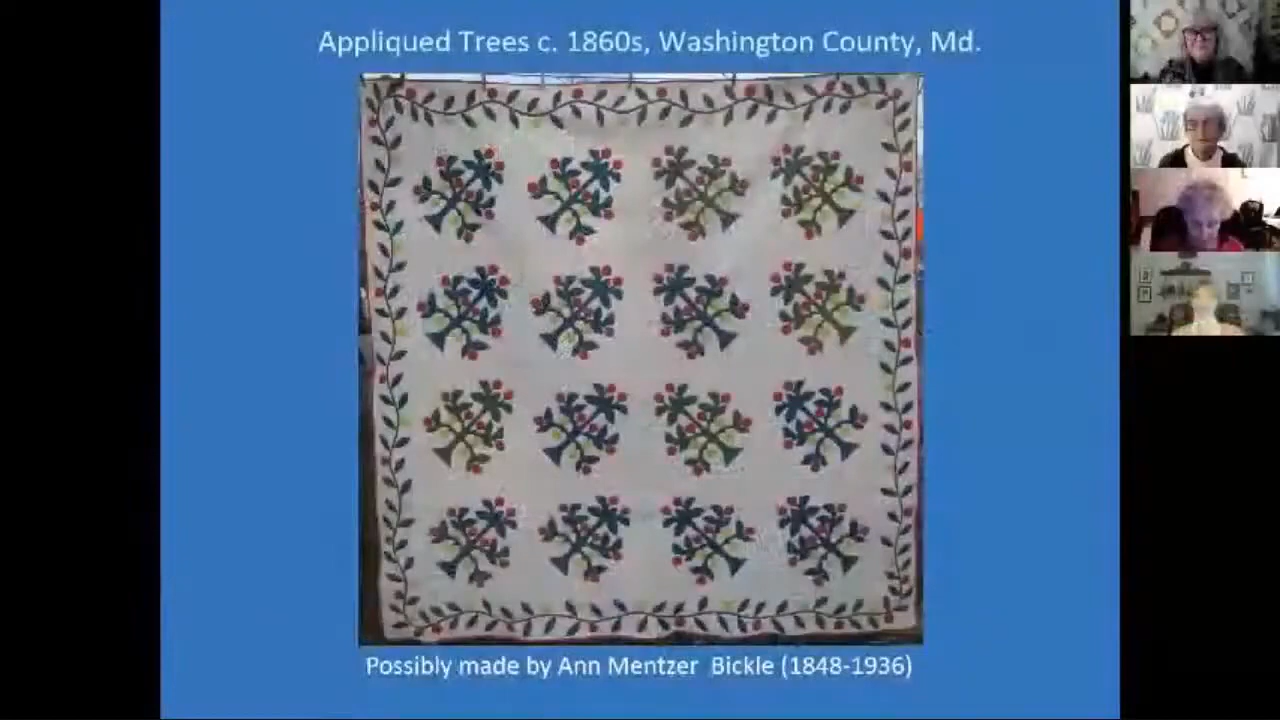 Appliqued Trees c. 1860s, Washington County, Md.
Possibly made by Ann Mentzer Bickle (1848-1936)